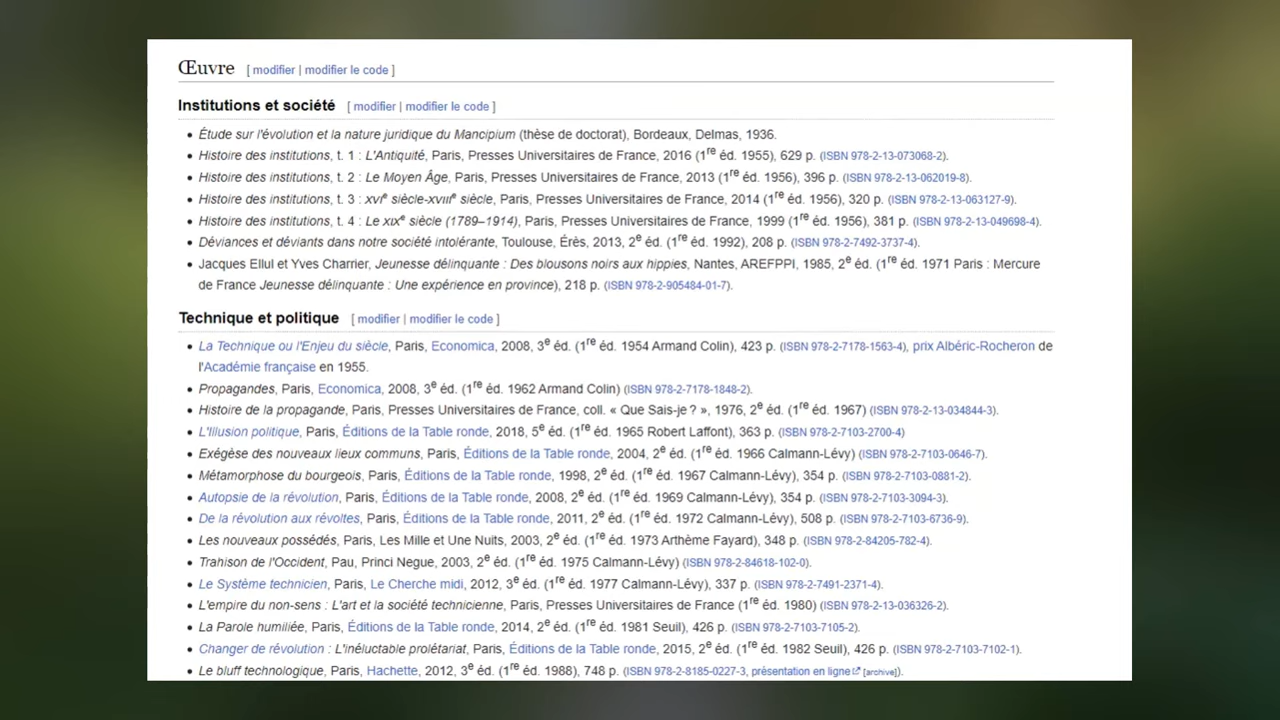 Œuvre [ modifier | modifier le code ]
Institutions et société [ modifier | modifier le code ]
• Étude sur l'évolution et la nature juridique du Mancipium (thèse de doctorat), Bordeaux, Delmas, 1936.
• Histoire des institutions, t. 1 : L'Antiquité, Paris, Presses Universitaires de France, 2016 (1re éd. 1955), 629 p. (ISBN 978-2-13-073068-2).
• Histoire des institutions, t. 2 : Le Moyen Âge, Paris, Presses Universitaires de France, 2013 (1re éd. 1956), 396 p. (ISBN 978-2-13-062019-8).
• Histoire des institutions, t. 3 : XVIe siècle-XVIIIe siècle, Paris, Presses Universitaires de France, 2014 (1re éd. 1956), 320 p. (ISBN 978-2-13-063127-9).
• Histoire des institutions, t. 4 : Le XIXe siècle (1789–1914), Paris, Presses Universitaires de France, 1999 (1re éd. 1956), 381 p. (ISBN 978-2-13-049698-4).
• Déviances et déviants dans notre société intolérante, Toulouse, Érès, 2013, 2e éd. (1re éd. 1992), 208 p. (ISBN 978-2-7492-3737-4).
• Jacques Ellul et Yves Charrier, Jeunesse délinquante : Des blousons noirs aux hippies, Nantes, AREFPPI, 1985, 2e éd. (1re éd. 1971 Paris : Mercure
de France Jeunesse délinquante : Une expérience en province), 218 p. (ISBN 978-2-905484-01-7).
Technique et politique [ modifier | modifier le code ]
• La Technique ou l'Enjeu du siècle, Paris, Economica, 2008, 3e éd. (1re éd. 1954 Armand Colin), 423 p. (ISBN 978-2-7178-1563-4), prix Albéric-Rocheron de
l'Académie française en 1955.
• Propagandes, Paris, Economica, 2008, 3e éd. (1re éd. 1962 Armand Colin) (ISBN 978-2-7178-1848-2).
• Histoire de la propagande, Paris, Presses Universitaires de France, coll. « Que Sais-je ? », 1976, 2e éd. (1re éd. 1967) (ISBN 978-2-13-034844-3).
• L'Illusion politique, Paris, Éditions de la Table ronde, 2018, 5e éd. (1re éd. 1965 Robert Laffont), 363 p. (ISBN 978-2-7103-2700-4)
• Exégèse des nouveaux lieux communs, Paris, Éditions de la Table ronde, 2004, 2e éd. (1re éd. 1966 Calmann-Lévy) (ISBN 978-2-7103-0646-7).
• Métamorphose du bourgeois, Paris, Éditions de la Table ronde, 1998, 2e éd. (1re éd. 1967 Calmann-Lévy), 354 p. (ISBN 978-2-7103-0881-2).
• Autopsie de la révolution, Paris, Éditions de la Table ronde, 2008, 2e éd. (1re éd. 1969 Calmann-Lévy), 354 p. (ISBN 978-2-7103-3094-3).
• De la révolution aux révoltes, Paris, Éditions de la Table ronde, 2011, 2e éd. (1re éd. 1972 Calmann-Lévy), 508 p. (ISBN 978-2-7103-6736-9).
• Les nouveaux possédés, Paris, Les Mille et Une Nuits, 2003, 2e éd. (1re éd. 1973 Arthème Fayard), 348 p. (ISBN 978-2-84205-782-4).
• Trahison de l'Occident, Pau, Princi Negue, 2003, 2e éd. (1re éd. 1975 Calmann-Lévy) (ISBN 978-2-84618-102-0).
• Le Système technicien, Paris, Le Cherche midi, 2012, 3e éd. (1re éd. 1977 Calmann-Lévy), 337 p. (ISBN 978-2-7491-2371-4).
• L'empire du non-sens : L'art et la société technicienne, Paris, Presses Universitaires de France (1re éd. 1980) (ISBN 978-2-13-036326-2).
• La Parole humiliée, Paris, Éditions de la Table ronde, 2014, 2e éd. (1re éd. 1981 Seuil), 426 p. (ISBN 978-2-7103-7105-2).
• Changer de révolution : L'inéluctable prolétariat, Paris, Éditions de la Table ronde, 2015, 2e éd. (1re éd. 1982 Seuil), 426 p. (ISBN 978-2-7103-7102-1).
• Le bluff technologique, Paris, Hachette, 2012, 3e éd. (1re éd. 1988), 748 p. (ISBN 978-2-8185-0227-3, présentation en ligne [archive]).